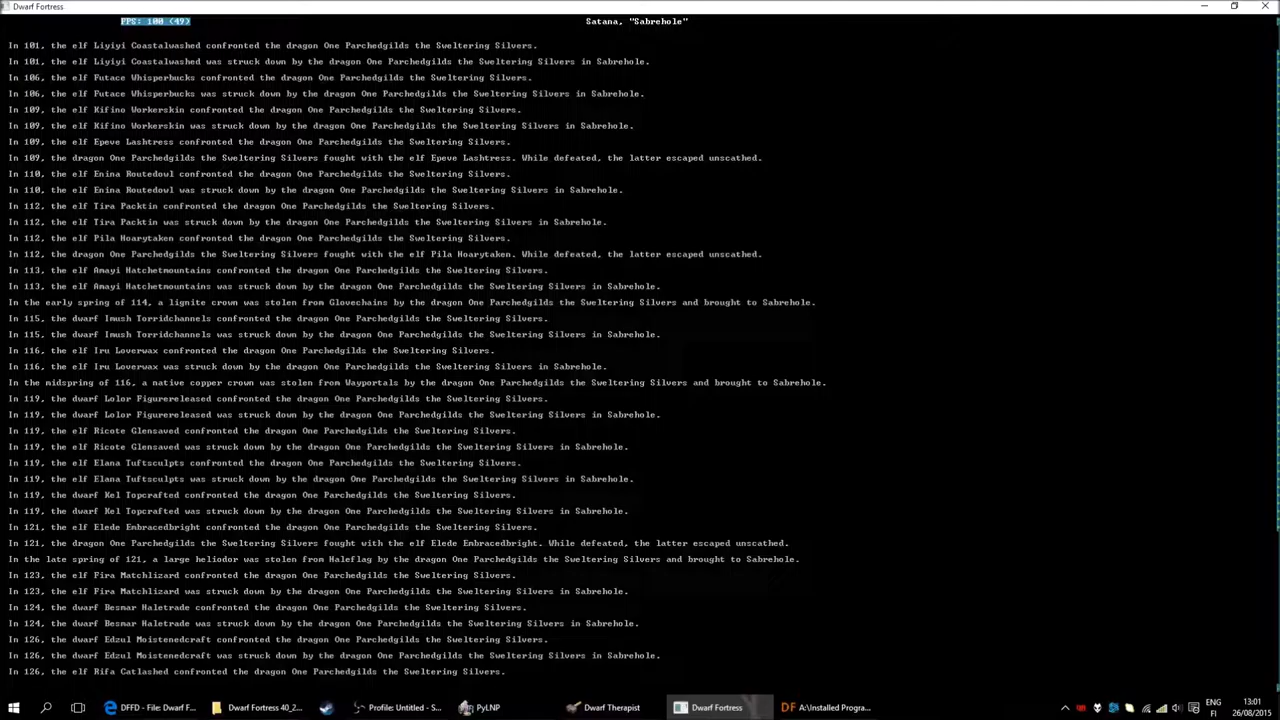 Dwarf Fortress
FPS: 100 (49)
Satana, "Sabrehole"
In 101, the elf Liyiyi Coastalwashed confronted the dragon One Parchedgilds the Sweltering Silvers.
In 101, the elf Liyiyi Coastalwashed was struck down by the dragon One Parchedgilds the Sweltering Silvers in Sabrehole.
In 106, the elf Futace Whisperbucks confronted the dragon One Parchedgilds the Sweltering Silvers.
In 106, the elf Futace Whisperbucks was struck down by the dragon One Parchedgilds the Sweltering Silvers in Sabrehole.
In 109, the elf Kifino Workerskin confronted the dragon One Parchedgilds the Sweltering Silvers.
In 109, the elf Kifino Workerskin was struck down by the dragon One Parchedgilds the Sweltering Silvers in Sabrehole.
In 109, the elf Epeve Lashtress confronted the dragon One Parchedgilds the Sweltering Silvers.
In 109, the dragon One Parchedgilds the Sweltering Silvers fought with the elf Epeve Lashtress. While defeated, the latter escaped unscathed.
In 110, the elf Enina Routedowl confronted the dragon One Parchedgilds the Sweltering Silvers.
In 110, the elf Enina Routedowl was struck down by the dragon One Parchedgilds the Sweltering Silvers in Sabrehole.
In 112, the elf Tira Packtin confronted the dragon One Parchedgilds the Sweltering Silvers.
In 112, the elf Tira Packtin was struck down by the dragon One Parchedgilds the Sweltering Silvers in Sabrehole.
In 112, the elf Pila Hoarytaken confronted the dragon One Parchedgilds the Sweltering Silvers.
In 112, the dragon One Parchedgilds the Sweltering Silvers fought with the elf Pila Hoarytaken. While defeated, the latter escaped unscathed.
In 113, the elf Amayi Hatchetmountains confronted the dragon One Parchedgilds the Sweltering Silvers.
In 113, the elf Amayi Hatchetmountains was struck down by the dragon One Parchedgilds the Sweltering Silvers in Sabrehole.
In the early spring of 114, a lignite crown was stolen from Glovechains by the dragon One Parchedgilds the Sweltering Silvers and brought to Sabrehole.
In 115, the dwarf Imush Torridchannels confronted the dragon One Parchedgilds the Sweltering Silvers.
In 115, the dwarf Imush Torridchannels was struck down by the dragon One Parchedgilds the Sweltering Silvers in Sabrehole.
In 116, the elf Iru Loverwax confronted the dragon One Parchedgilds the Sweltering Silvers.
In 116, the elf Iru Loverwax was struck down by the dragon One Parchedgilds the Sweltering Silvers in Sabrehole.
In the midspring of 116, a native copper crown was stolen from Wayportals by the dragon One Parchedgilds the Sweltering Silvers and brought to Sabrehole.
In 119, the dwarf Lolor Figurereleased confronted the dragon One Parchedgilds the Sweltering Silvers.
In 119, the dwarf Lolor Figurereleased was struck down by the dragon One Parchedgilds the Sweltering Silvers in Sabrehole.
In 119, the elf Ricote Glensaved confronted the dragon One Parchedgilds the Sweltering Silvers.
In 119, the elf Ricote Glensaved was struck down by the dragon One Parchedgilds the Sweltering Silvers in Sabrehole.
In 119, the elf Elana Tuftsculpts confronted the dragon One Parchedgilds the Sweltering Silvers.
In 119, the elf Elana Tuftsculpts was struck down by the dragon One Parchedgilds the Sweltering Silvers in Sabrehole.
In 119, the dwarf Kel Topcrafted confronted the dragon One Parchedgilds the Sweltering Silvers.
In 119, the dwarf Kel Topcrafted was struck down by the dragon One Parchedgilds the Sweltering Silvers in Sabrehole.
In 121, the elf Elede Embracedbright confronted the dragon One Parchedgilds the Sweltering Silvers.
In 121, the dragon One Parchedgilds the Sweltering Silvers fought with the elf Elede Embracedbright. While defeated, the latter escaped unscathed.
In the late spring of 121, a large heliodor was stolen from Haleflag by the dragon One Parchedgilds the Sweltering Silvers and brought to Sabrehole.
In 123, the elf Fira Matchlizard confronted the dragon One Parchedgilds the Sweltering Silvers.
In 123, the elf Fira Matchlizard was struck down by the dragon One Parchedgilds the Sweltering Silvers in Sabrehole.
In 124, the dwarf Besmar Haletrade confronted the dragon One Parchedgilds the Sweltering Silvers.
In 124, the dwarf Besmar Haletrade was struck down by the dragon One Parchedgilds the Sweltering Silvers in Sabrehole.
In 126, the dwarf Edzul Moistenedcraft confronted the dragon One Parchedgilds the Sweltering Silvers.
In 126, the dwarf Edzul Moistenedcraft was struck down by the dragon One Parchedgilds the Sweltering Silvers in Sabrehole.
In 126, the elf Rifa Catlashed confronted the dragon One Parchedgilds the Sweltering Silvers.
DFFD - File: Dwarf F...
Dwarf Fortress 40_2...
Profile: Untitled - S...
PyLNP
Dwarf Therapist
Dwarf Fortress
DF A:\Installed Progra...
ENG
FI
13:01
26/08/2015